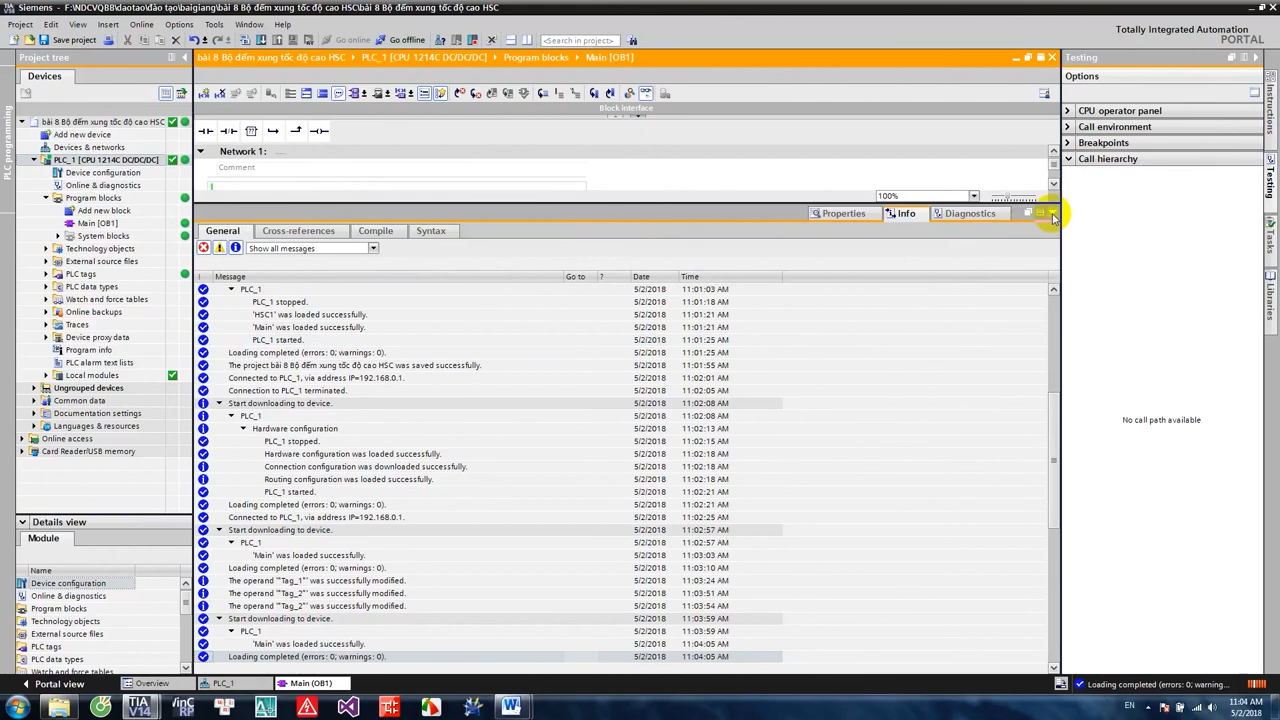 Siemens - F:\NDCVQBB\daotao\đào tạo\baigiang\bài 8 Bộ đếm xung tốc độ cao HSC\bài 8 Bộ đếm xung tốc độ cao HSC
Project Edit View Insert Online Options Tools Window Help
Totally Integrated Automation
PORTAL
Save project
Go online
Go offline
<Search in project>
Project tree
bài 8 Bộ đếm xung tốc độ cao HSC > PLC_1 [CPU 1214C DC/DC/DC] > Program blocks > Main [OB1]
Testing
Devices
Options
PLC programming
Block interface
CPU operator panel
Call environment
Breakpoints
Call hierarchy
No call path available
Instructions
Testing
Tasks
Libraries
bài 8 Bộ đếm xung tốc độ cao HSC
Add new device
Devices & networks
PLC_1 [CPU 1214C DC/DC/DC]
Device configuration
Online & diagnostics
Program blocks
Add new block
Main [OB1]
System blocks
Technology objects
External source files
PLC tags
PLC data types
Watch and force tables
Online backups
Traces
Device proxy data
Program info
PLC alarm text lists
Local modules
Ungrouped devices
Common data
Documentation settings
Languages & resources
Online access
Card Reader/USB memory
Network 1: .....
Comment
100%
Properties Info Diagnostics
General Cross-references Compile Syntax
Show all messages
! Message Go to ? Date Time
PLC_1 5/2/2018 11:01:03 AM
PLC_1 stopped. 5/2/2018 11:01:18 AM
'HSC1' was loaded successfully. 5/2/2018 11:01:21 AM
'Main' was loaded successfully. 5/2/2018 11:01:21 AM
PLC_1 started. 5/2/2018 11:01:25 AM
Loading completed (errors: 0; warnings: 0). 5/2/2018 11:01:25 AM
The project bài 8 Bộ đếm xung tốc độ cao HSC was saved successfully. 5/2/2018 11:01:55 AM
Connected to PLC_1, via address IP=192.168.0.1. 5/2/2018 11:02:01 AM
Connection to PLC_1 terminated. 5/2/2018 11:02:05 AM
Start downloading to device. 5/2/2018 11:02:08 AM
PLC_1 5/2/2018 11:02:08 AM
Hardware configuration 5/2/2018 11:02:13 AM
PLC_1 stopped. 5/2/2018 11:02:15 AM
Hardware configuration was loaded successfully. 5/2/2018 11:02:18 AM
Connection configuration was downloaded successfully. 5/2/2018 11:02:18 AM
Routing configuration was loaded successfully. 5/2/2018 11:02:18 AM
PLC_1 started. 5/2/2018 11:02:21 AM
Loading completed (errors: 0; warnings: 0). 5/2/2018 11:02:21 AM
Connected to PLC_1, via address IP=192.168.0.1. 5/2/2018 11:02:25 AM
Start downloading to device. 5/2/2018 11:02:57 AM
PLC_1 5/2/2018 11:02:57 AM
'Main' was loaded successfully. 5/2/2018 11:03:03 AM
Loading completed (errors: 0; warnings: 0). 5/2/2018 11:03:10 AM
The operand '"Tag_1"' was successfully modified. 5/2/2018 11:03:24 AM
The operand '"Tag_2"' was successfully modified. 5/2/2018 11:03:51 AM
The operand '"Tag_2"' was successfully modified. 5/2/2018 11:03:54 AM
Start downloading to device. 5/2/2018 11:03:59 AM
PLC_1 5/2/2018 11:03:59 AM
'Main' was loaded successfully. 5/2/2018 11:04:05 AM
Loading completed (errors: 0; warnings: 0). 5/2/2018 11:04:05 AM
Details view
Module
Name
Device configuration
Online & diagnostics
Program blocks
Technology objects
External source files
PLC tags
PLC data types
Watch and force tables
Portal view
Overview
PLC_1
Main (OB1)
Loading completed (errors: 0; warning...
TIA
V14
EN
11:04 AM
5/2/2018